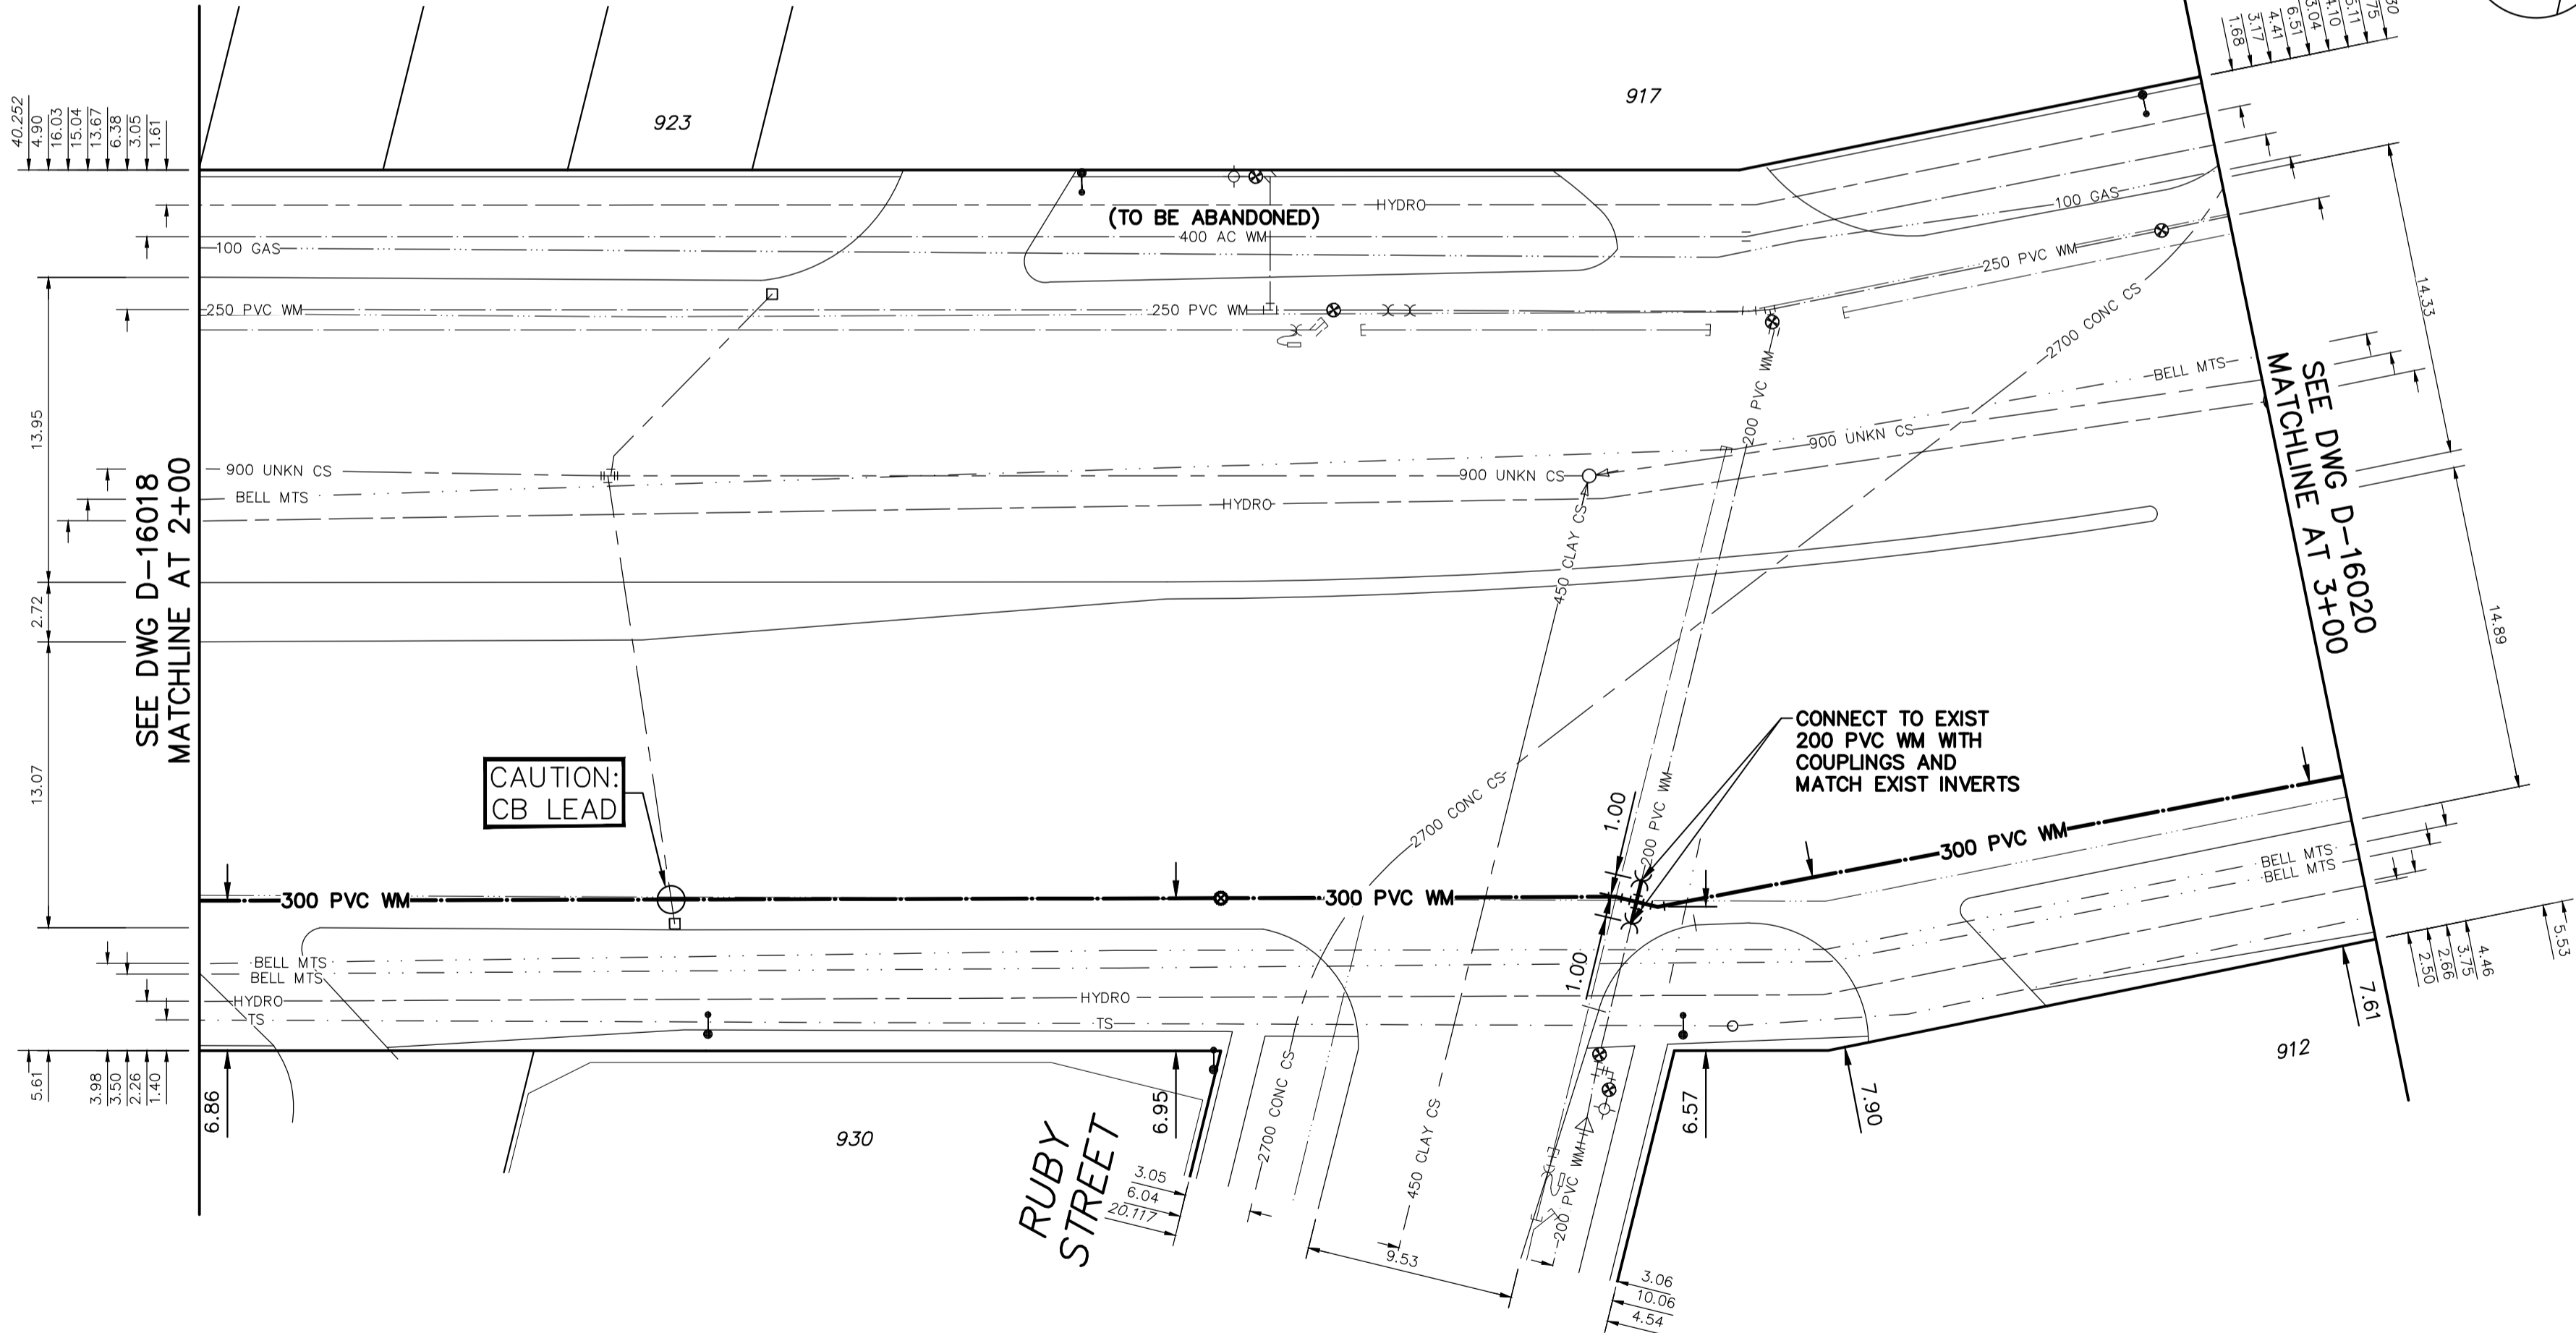 40.252
4.90
16.03
15.04
13.67
6.38
3.05
1.61
923
917
1.68
3.17
4.41
6.51
3.04
4.10
5.11
HYDRO
(TO BE ABANDONED)
400 AC WM
100 GAS
100 GAS
250 PVC WM
250 PVC WM
250 PVC WM
2700 CONC CS
14.33
200 PVC WM
BELL MTS
13.95
900 UNKN CS
900 UNKN CS
900 UNKN CS
BELL MTS
HYDRO
SEE DWG D-16018
MATCHLINE AT 2+00
SEE DWG D-16020
MATCHLINE AT 3+00
450 CLAY CS
2.72
14.89
13.07
CAUTION:
CB LEAD
CONNECT TO EXIST
200 PVC WM WITH
COUPLINGS AND
MATCH EXIST INVERTS
2700 CONC CS
1.00
200 PVC WM
300 PVC WM
300 PVC WM
300 PVC WM
BELL MTS
BELL MTS
1.00
BELL MTS
BELL MTS
HYDRO
HYDRO
TS
TS
5.61
3.98
3.50
2.26
1.40
6.86
930
6.95
RUBY
STREET
2700 CONC CS
450 CLAY CS
200 PVC WM
6.57
7.90
912
7.61
2.50
2.66
3.75
4.46
5.53
3.05
6.04
20.117
9.53
3.06
10.06
4.54